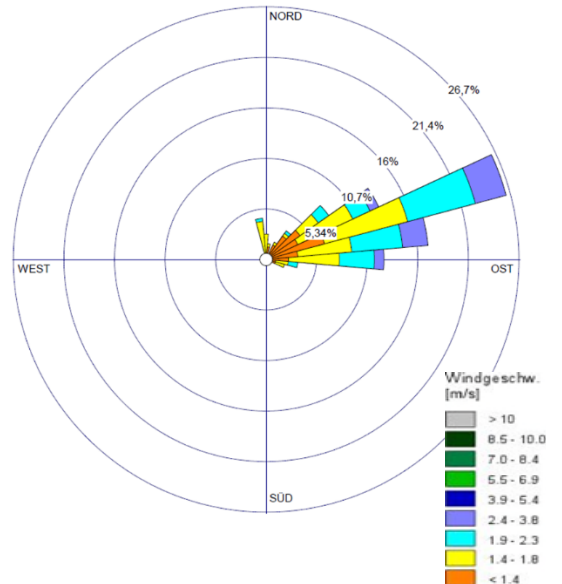 NORD
26,7%
21,4%
16%
10,7%
5,34%
WEST
OST
SÜD
Windgeschw.
[m/s]
> 10
8.5 - 10.0
7.0 - 8.4
5.5 - 6.9
3.9 - 5.4
2.4 - 3.8
1.9 - 2.3
1.4 - 1.8
< 1.4